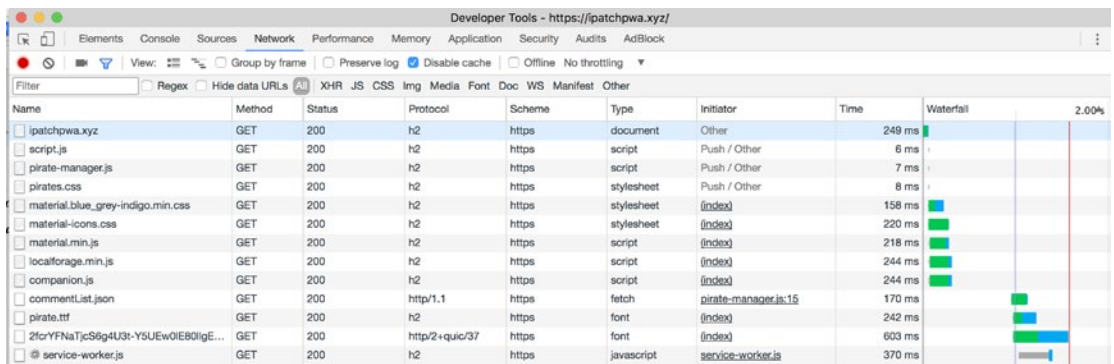 Developer Tools - https://ipatchpwa.xyz/
Elements Console Sources Network Performance Memory Application Security Audits AdBlock
View: Group by frame Preserve log Disable cache Offline No throttling
Filter Regex Hide data URLs All XHR JS CSS Img Media Font Doc WS Manifest Other
Name Method Status Protocol Scheme Type Initiator Time Waterfall
ipatchpwa.xyz GET 200 h2 https document Other 249 ms
script.js GET 200 h2 https script Push / Other 6 ms
pirate-manager.js GET 200 h2 https script Push / Other 7 ms
pirates.css GET 200 h2 https stylesheet Push / Other 8 ms
material.blue_grey-indigo.min.css GET 200 h2 https stylesheet (index) 158 ms
material-icons.css GET 200 h2 https stylesheet (index) 220 ms
material.min.js GET 200 h2 https script (index) 218 ms
localforage.min.js GET 200 h2 https script (index) 244 ms
companion.js GET 200 h2 https script (index) 244 ms
commentList.json GET 200 http/1.1 https fetch pirate-manager.js:15 170 ms
pirate.ttf GET 200 h2 https font (index) 242 ms
GET 200 http/2+quic/37 https font (index) 603 ms
service-worker.js GET 200 h2 https javascript service-worker.js 370 ms